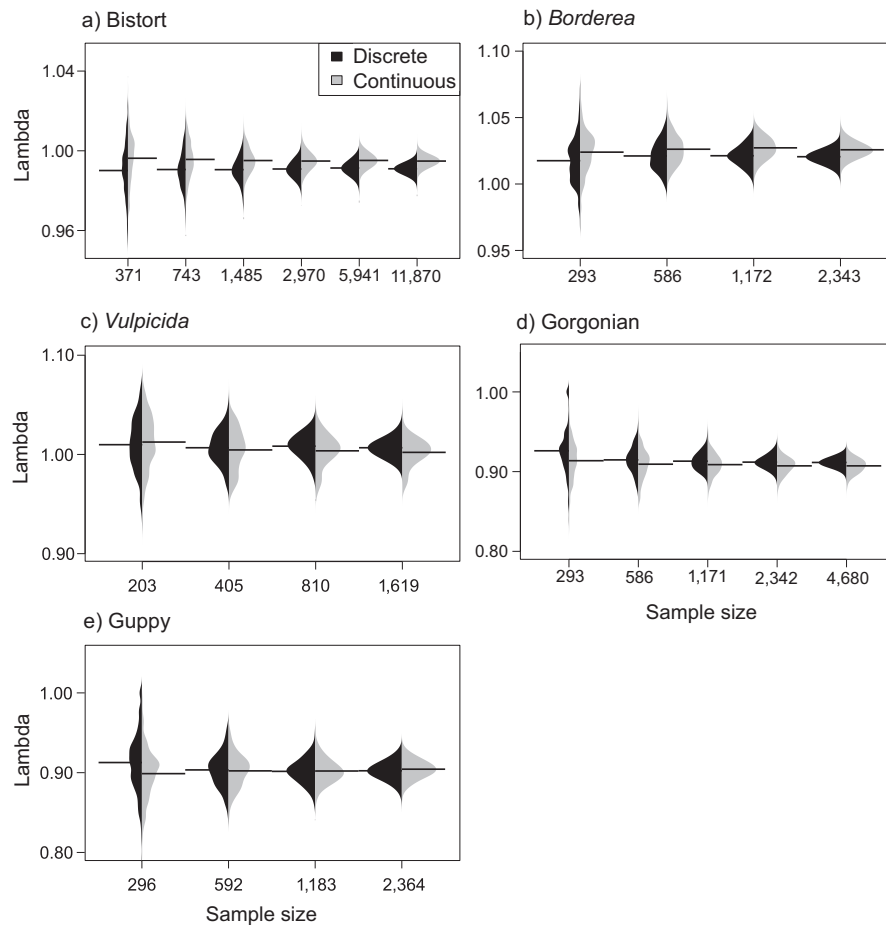 a) Bistort
Discrete
Continuous
Lambda
1.04
1.00
0.96
371 743 1,485 2,970 5,941 11,870
b) Borderea
1.10
1.05
1.00
0.95
293 586 1,172 2,343
c) Vulpicida
Lambda
1.10
1.00
0.90
203 405 810 1,619
d) Gorgonian
1.00
0.90
0.80
293 586 1,171 2,342 4,680
Sample size
e) Guppy
Lambda
1.00
0.90
0.80
296 592 1,183 2,364
Sample size